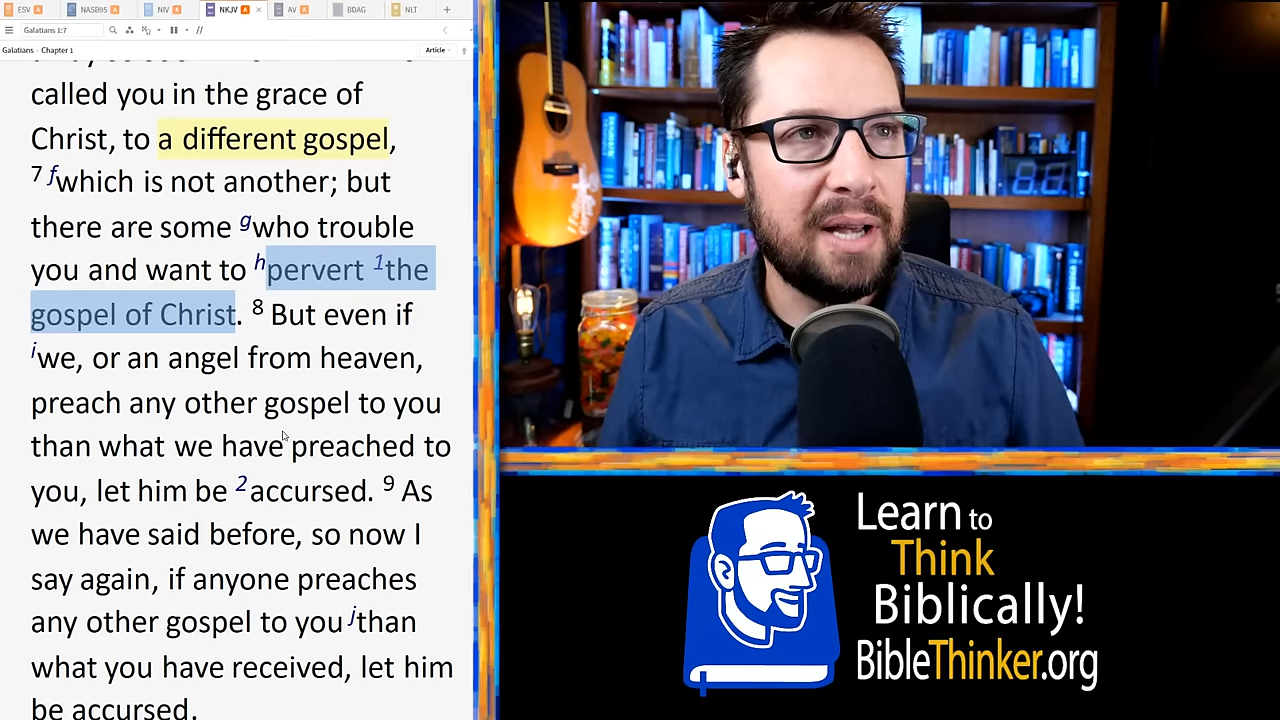 ESV A NASB95 A NIV A NKJV A × AV A BDAG NLT +
Galatians 1:7
Galatians › Chapter 1 Article
called you in the grace of
Christ, to a different gospel,
7 f which is not another; but
there are some g who trouble
you and want to h pervert 1 the
gospel of Christ. 8 But even if
i we, or an angel from heaven,
preach any other gospel to you
than what we have preached to
you, let him be 2 accursed. 9 As
we have said before, so now I
say again, if anyone preaches
any other gospel to you j than
what you have received, let him
be accursed.
Learn to
Think
Biblically!
BibleThinker.org